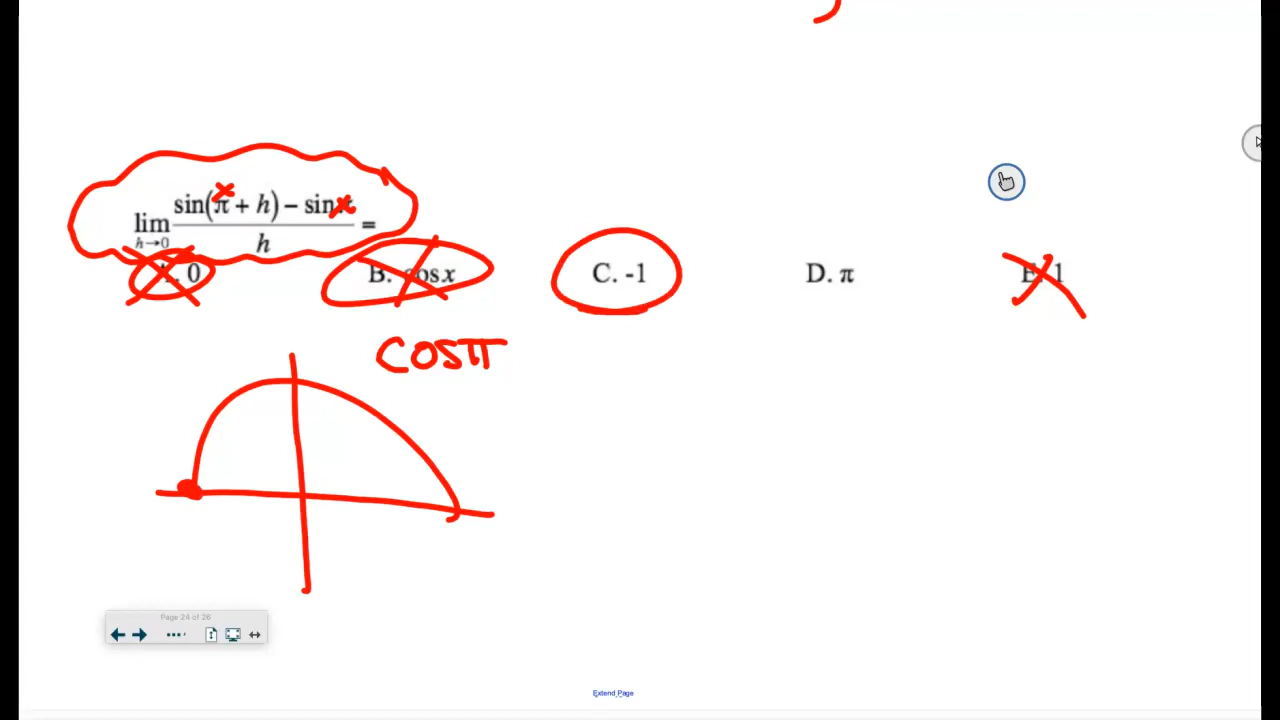 x x
sin(π + h) − sin π
lim =
h→0 h
A. 0 B. cos x C. -1 D. π E. 1
COSπ
Page 24 of 26
Extend Page